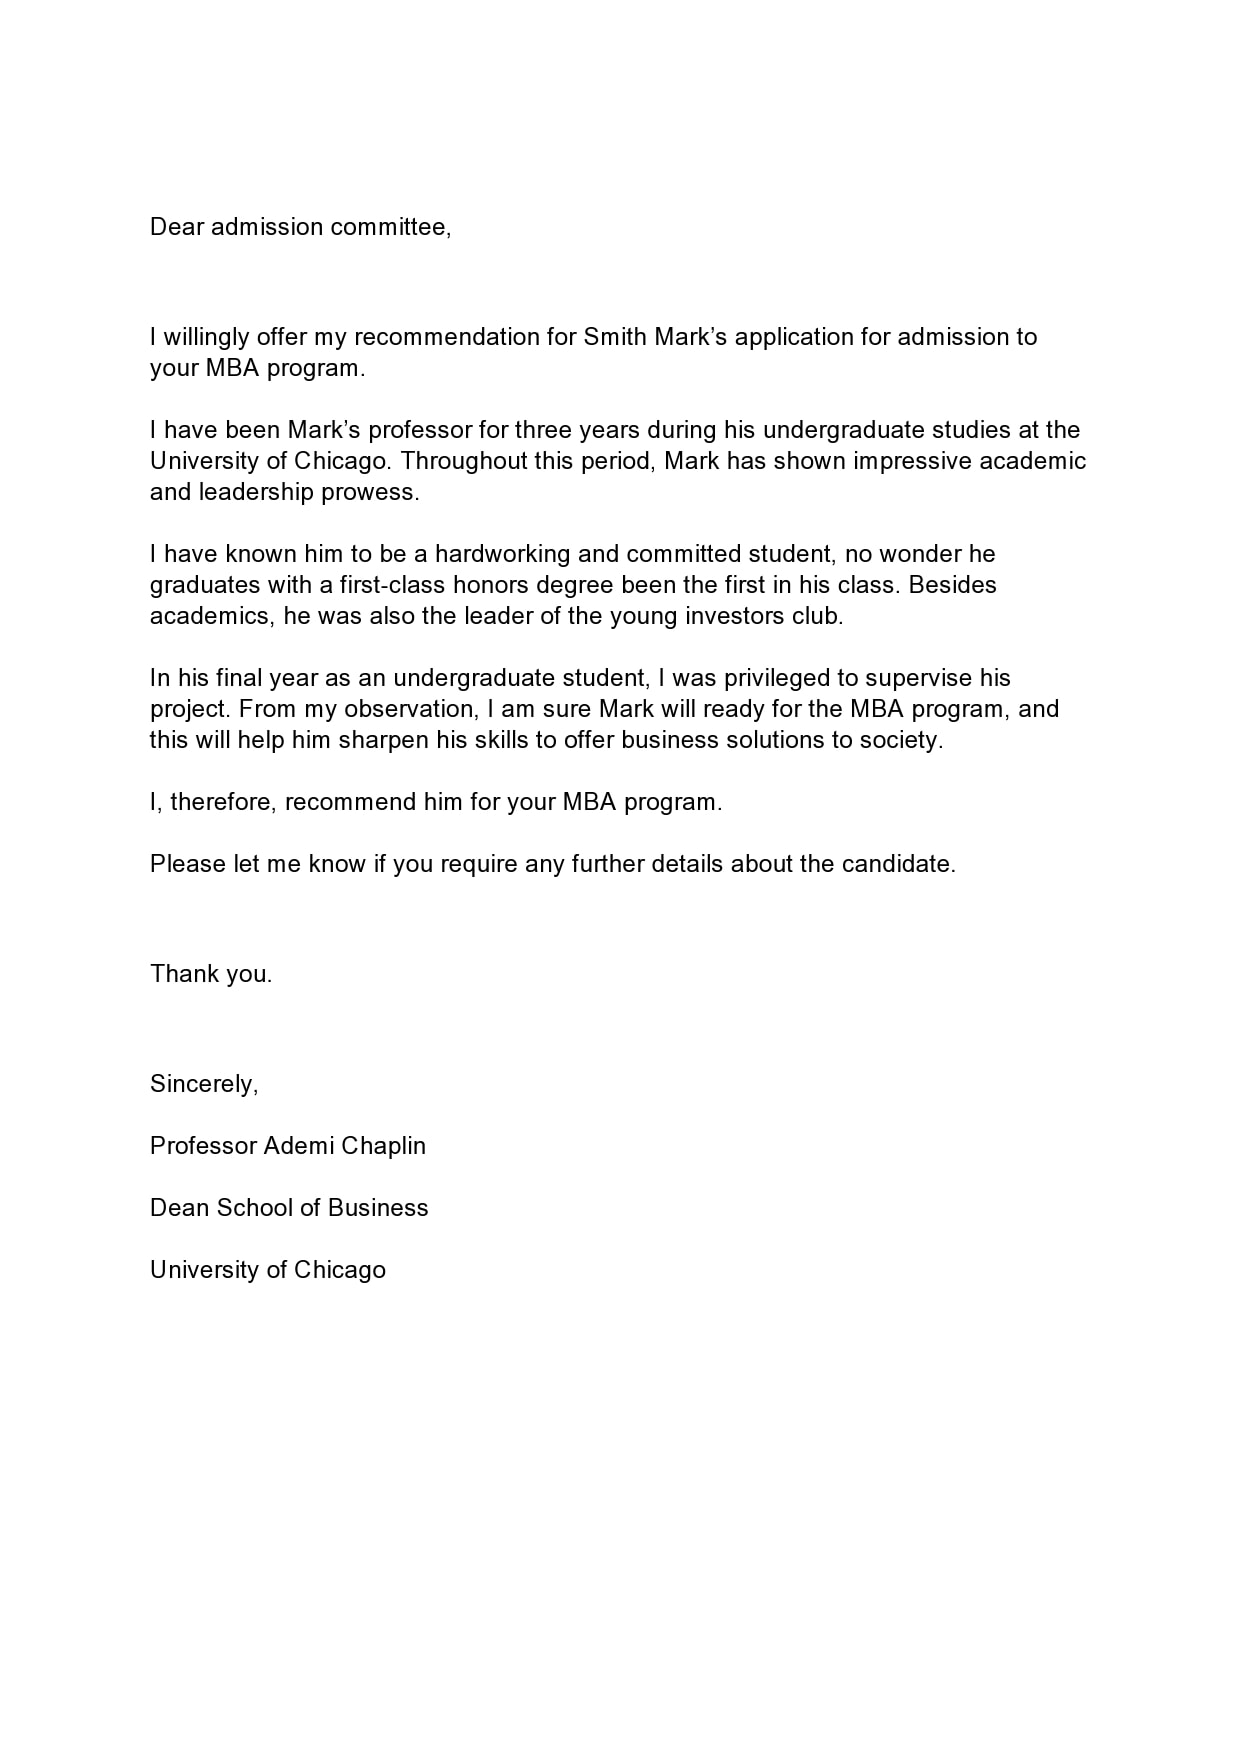 Dear admission committee,
I willingly offer my recommendation for Smith Mark’s application for admission to
your MBA program.
I have been Mark’s professor for three years during his undergraduate studies at the
University of Chicago. Throughout this period, Mark has shown impressive academic
and leadership prowess.
I have known him to be a hardworking and committed student, no wonder he
graduates with a first-class honors degree been the first in his class. Besides
academics, he was also the leader of the young investors club.
In his final year as an undergraduate student, I was privileged to supervise his
project. From my observation, I am sure Mark will ready for the MBA program, and
this will help him sharpen his skills to offer business solutions to society.
I, therefore, recommend him for your MBA program.
Please let me know if you require any further details about the candidate.
Thank you.
Sincerely,
Professor Ademi Chaplin
Dean School of Business
University of Chicago